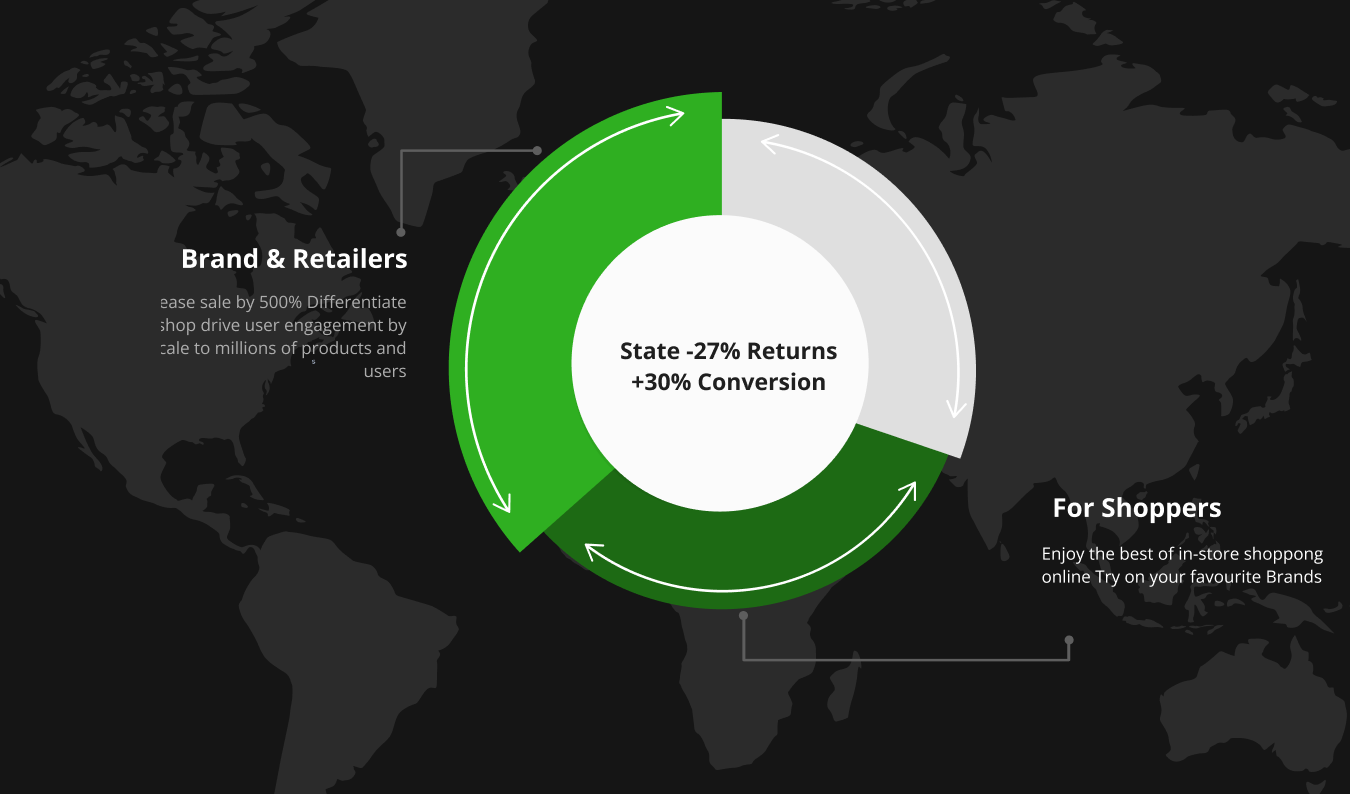 Brand & Retailers
ease sale by 500% Differentiate
shop drive user engagement by
cale to millions of products and
users
s
State -27% Returns
+30% Conversion
For Shoppers
Enjoy the best of in-store shoppong
online Try on your favourite Brands